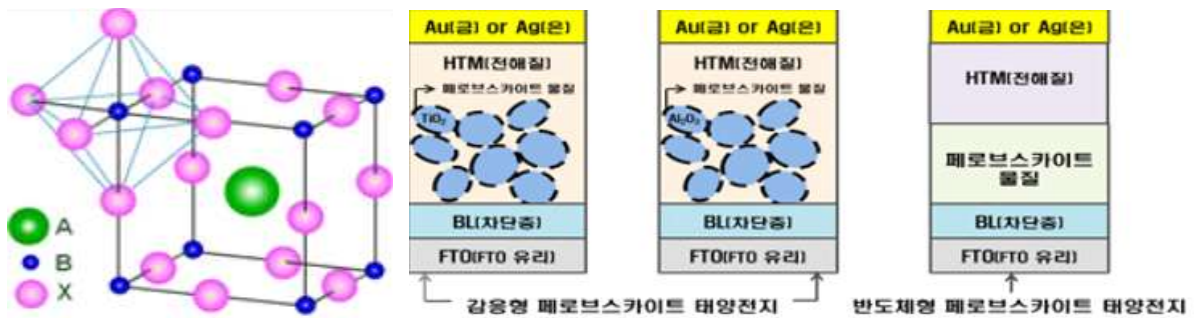 A
B
X
Au(금) or Ag(은)
HTM(전해질)
페로브스카이트 물질
TiO₂
BL(차단층)
FTO(FTO 유리)
Au(금) or Ag(은)
HTM(전해질)
페로브스카이트 물질
Al₂O₃
BL(차단층)
FTO(FTO 유리)
감응형 페로브스카이트 태양전지
Au(금) or Ag(은)
HTM(전해질)
페로브스카이트
물질
BL(차단층)
FTO(FTO 유리)
반도체형 페로브스카이트 태양전지